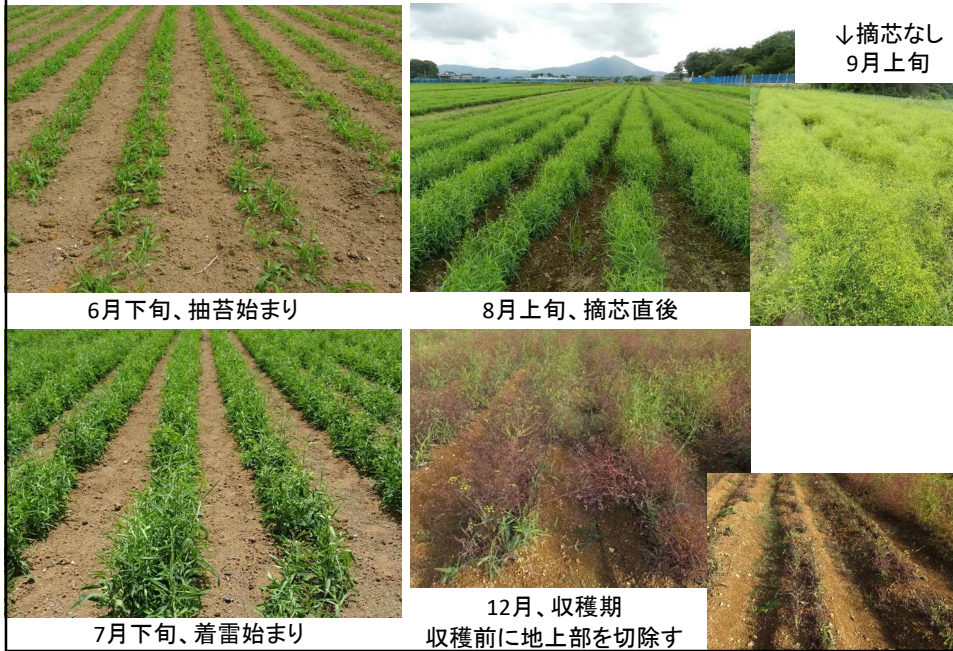 ↓摘芯なし
9月上旬
6月下旬、抽苔始まり
8月上旬、摘芯直後
7月下旬、着蕾始まり
12月、収穫期
収穫前に地上部を切除す